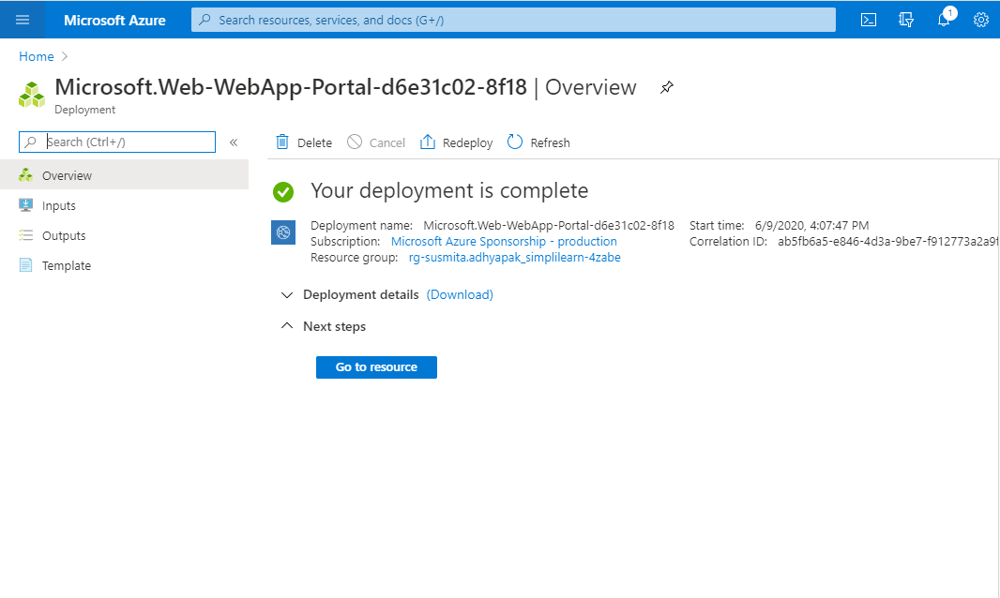 Microsoft Azure
Search resources, services, and docs (G+/)
1
Home
Microsoft.Web-WebApp-Portal-d6e31c02-8f18 | Overview
Deployment
Search (Ctrl+/)
«
Delete
Cancel
Redeploy
Refresh
Overview
Inputs
Outputs
Template
Your deployment is complete
Deployment name: Microsoft.Web-WebApp-Portal-d6e31c02-8f18
Subscription: Microsoft Azure Sponsorship - production
Resource group: rg-susmita.adhyapak_simplilearn-4zabe
Start time: 6/9/2020, 4:07:47 PM
Correlation ID: ab5fb6a5-e846-4d3a-9be7-f912773a2a9f
Deployment details (Download)
Next steps
Go to resource